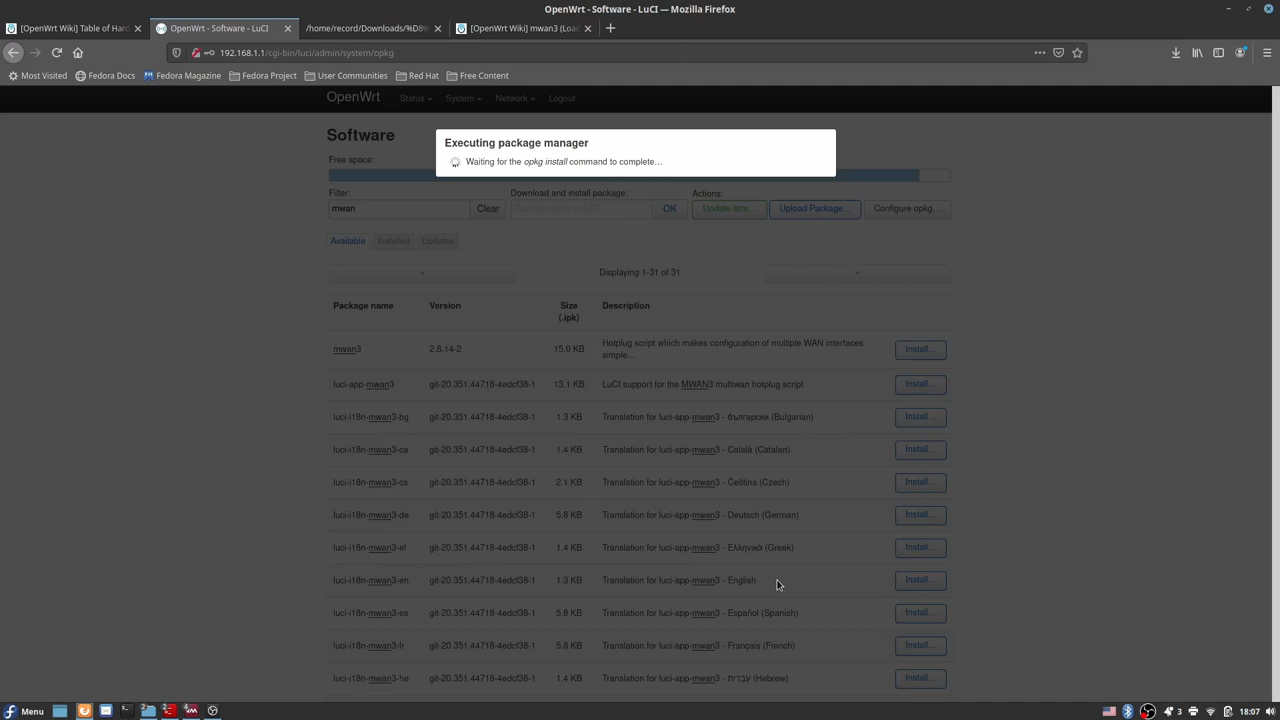 OpenWrt - Software - LuCI — Mozilla Firefox
[OpenWrt Wiki] Table of Hard
OpenWrt - Software - LuCI
/home/record/Downloads/%D8%
[OpenWrt Wiki] mwan3 (Loa
192.168.1.1/cgi-bin/luci/admin/system/opkg
Most Visited Fedora Docs Fedora Magazine Fedora Project User Communities Red Hat Free Content
OpenWrt Status System Network Logout
Software
Executing package manager
Waiting for the opkg install command to complete…
Free space:
Filter: Download and install package: Actions:
mwan Clear OK Update lists… Upload Package… Configure opkg…
Available Installed Updates
Displaying 1-31 of 31
Package name Version Size (.ipk) Description
mwan3 2.8.14-2 15.0 KB Hotplug script which makes configuration of multiple WAN interfaces simple… Install…
luci-app-mwan3 git-20.351.44718-4edcf38-1 13.1 KB LuCI support for the MWAN3 multiwan hotplug script Install…
luci-i18n-mwan3-bg git-20.351.44718-4edcf38-1 1.3 KB Translation for luci-app-mwan3 - български (Bulgarian) Install…
luci-i18n-mwan3-ca git-20.351.44718-4edcf38-1 1.4 KB Translation for luci-app-mwan3 - Català (Catalan) Install…
luci-i18n-mwan3-cs git-20.351.44718-4edcf38-1 2.1 KB Translation for luci-app-mwan3 - Čeština (Czech) Install…
luci-i18n-mwan3-de git-20.351.44718-4edcf38-1 5.8 KB Translation for luci-app-mwan3 - Deutsch (German) Install…
luci-i18n-mwan3-el git-20.351.44718-4edcf38-1 1.4 KB Translation for luci-app-mwan3 - Ελληνικά (Greek) Install…
luci-i18n-mwan3-en git-20.351.44718-4edcf38-1 1.3 KB Translation for luci-app-mwan3 - English Install…
luci-i18n-mwan3-es git-20.351.44718-4edcf38-1 5.8 KB Translation for luci-app-mwan3 - Español (Spanish) Install…
luci-i18n-mwan3-fr git-20.351.44718-4edcf38-1 5.8 KB Translation for luci-app-mwan3 - Français (French) Install…
luci-i18n-mwan3-he git-20.351.44718-4edcf38-1 1.4 KB Translation for luci-app-mwan3 - עִבְרִית (Hebrew) Install…
Menu 3 18:07